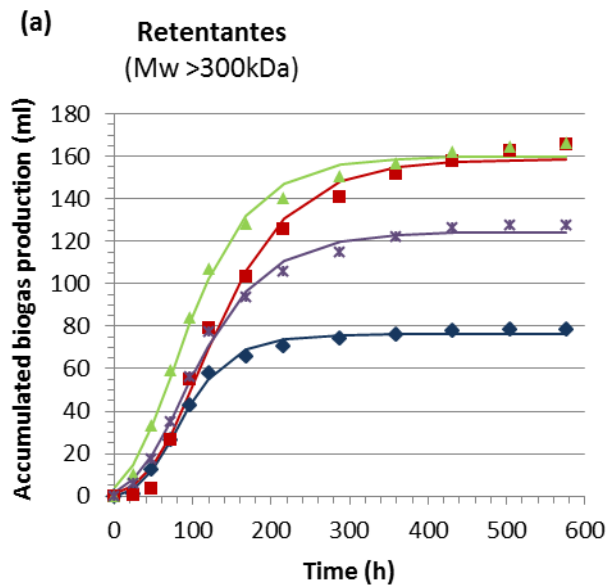 (a)
Retentantes
(Mw >300kDa)
Accumulated biogas production (ml)
180
160
140
120
100
80
60
40
20
0
0 100 200 300 400 500 600
Time (h)